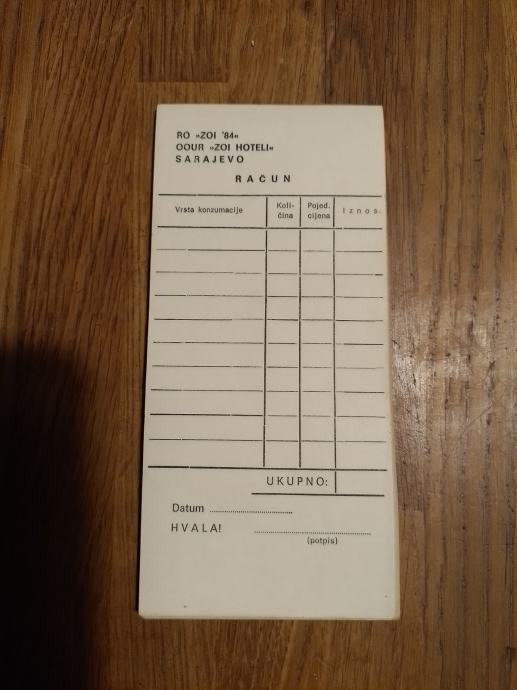 RO »ZOI '84«
OOUR »ZOI HOTELI«
SARAJEVO
RAČUN
Vrsta konzumacije
Koli-
čina
Pojed.
cijena
Iznos
UKUPNO:
Datum
HVALA!
(potpis)